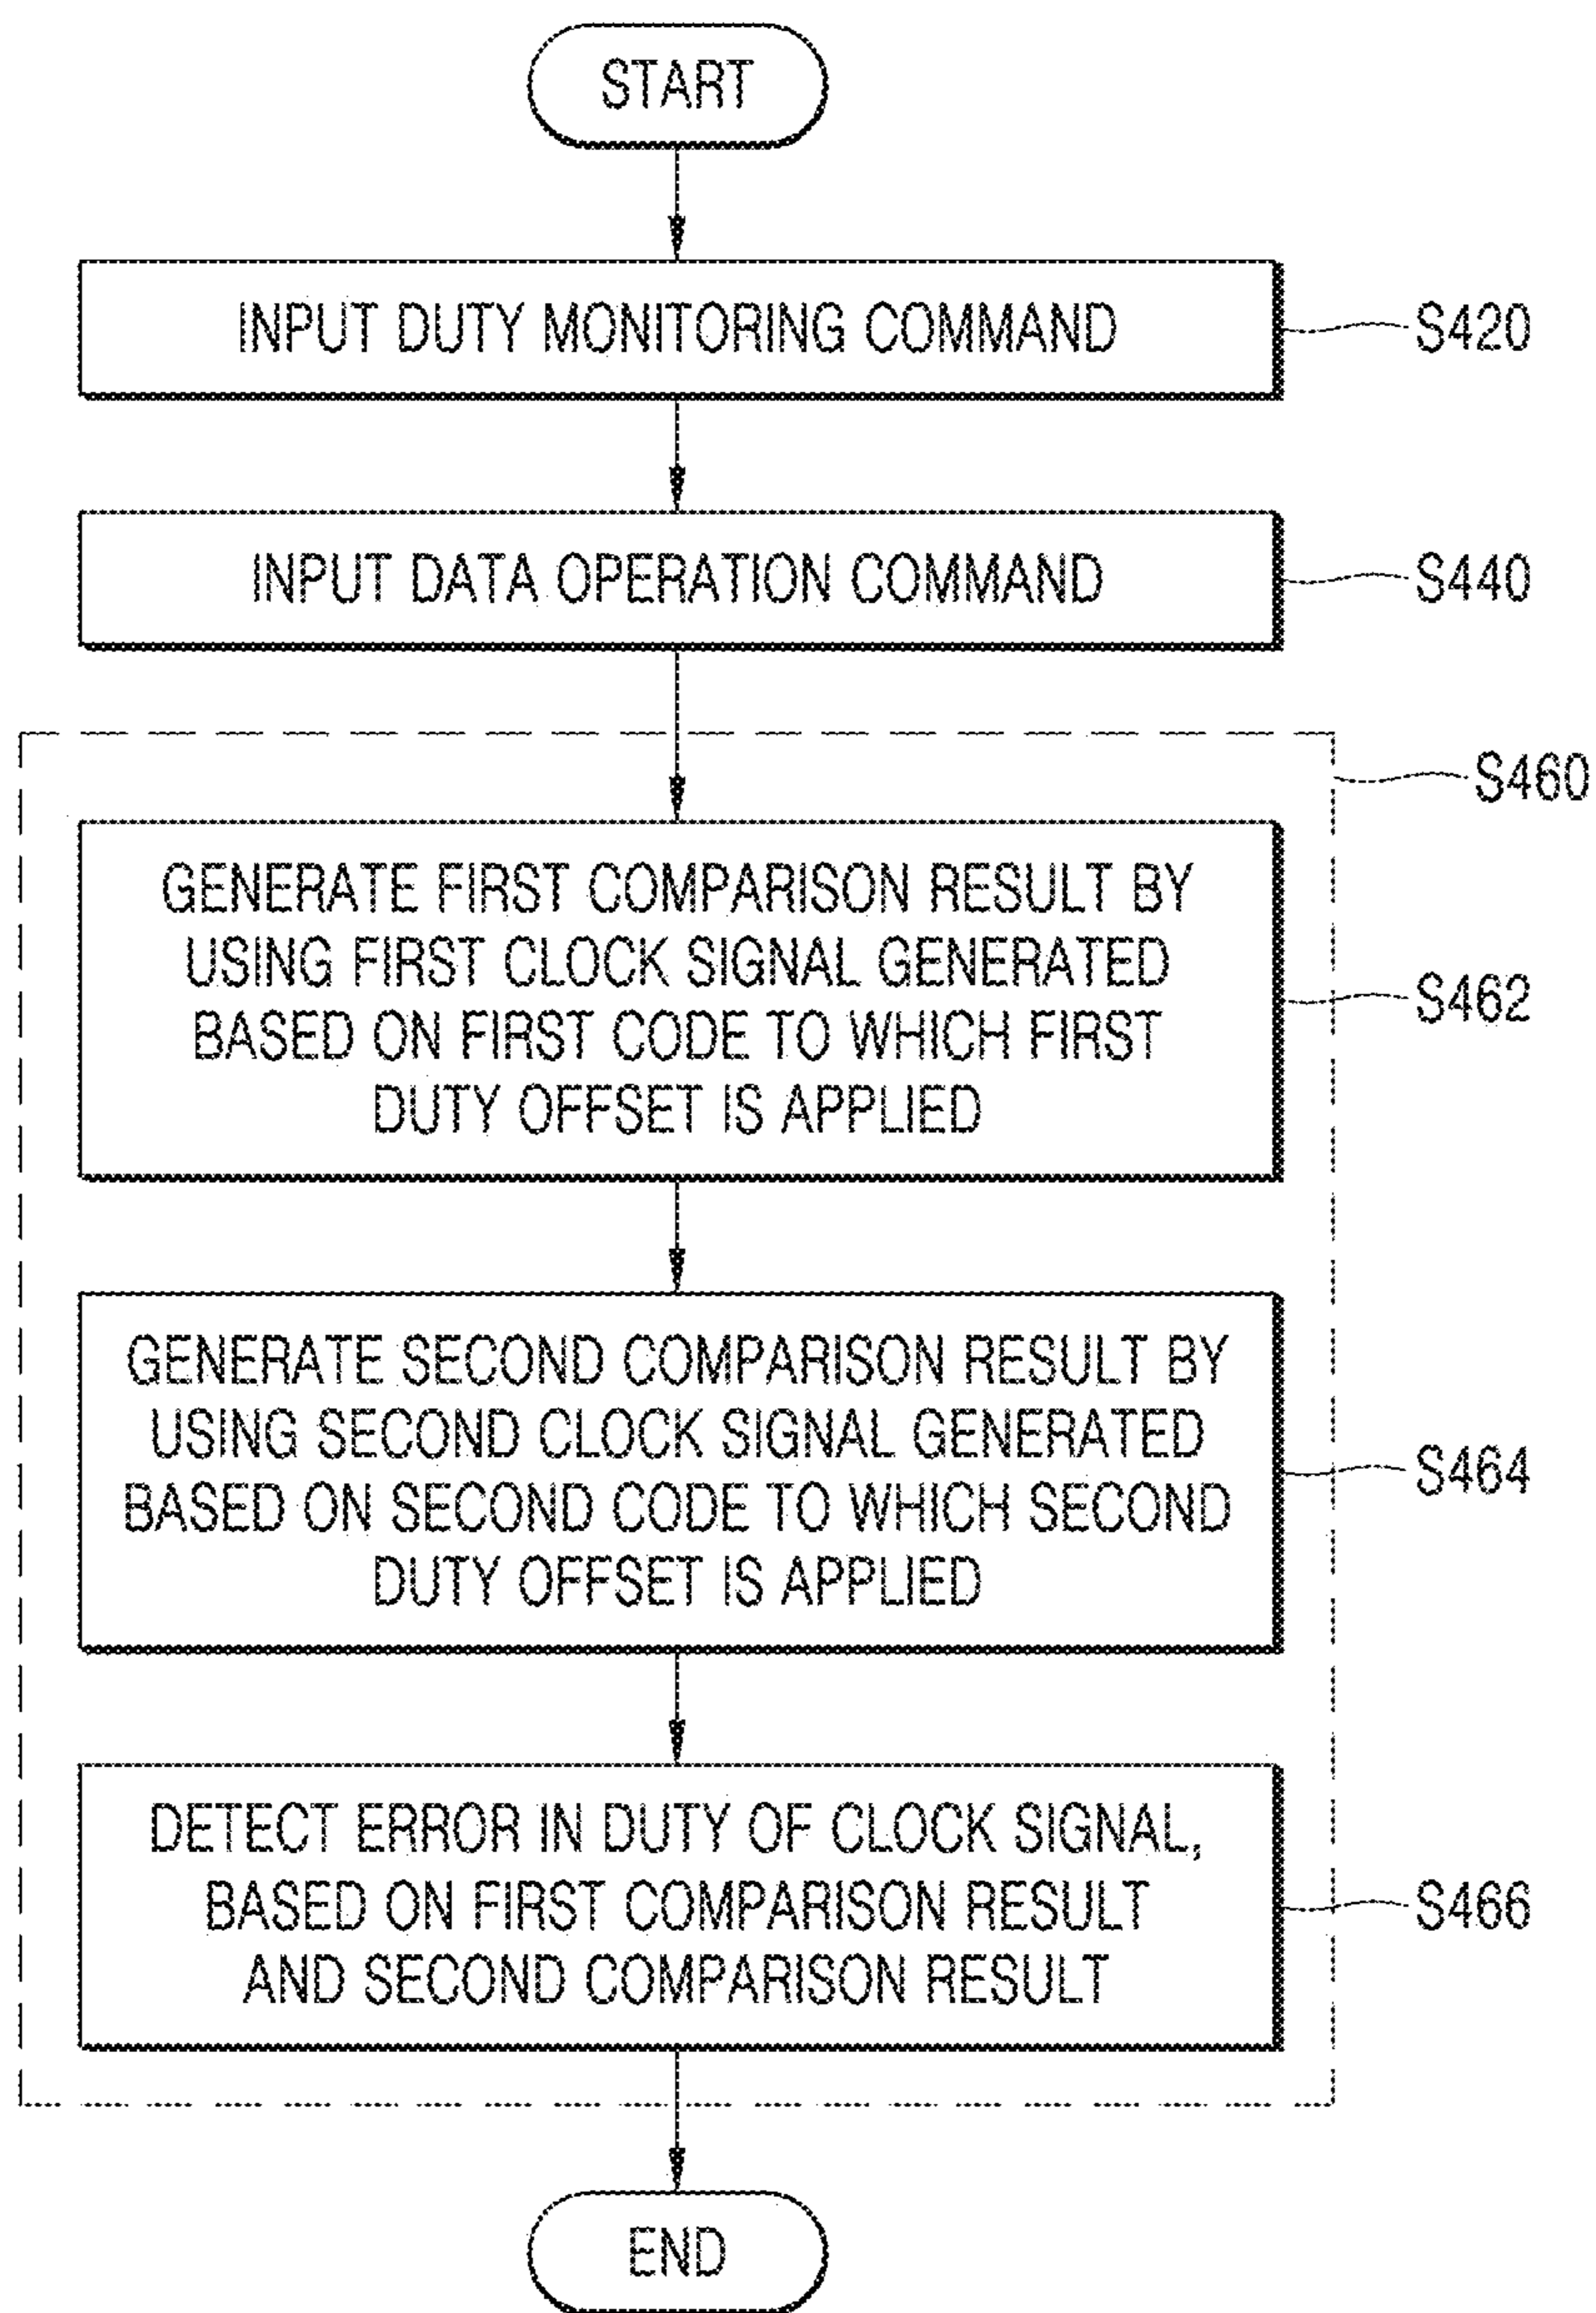 START
INPUT DUTY MONITORING COMMAND
S420
INPUT DATA OPERATION COMMAND
S440
S460
GENERATE FIRST COMPARISON RESULT BY
USING FIRST CLOCK SIGNAL GENERATED
BASED ON FIRST CODE TO WHICH FIRST
DUTY OFFSET IS APPLIED
S462
GENERATE SECOND COMPARISON RESULT BY
USING SECOND CLOCK SIGNAL GENERATED
BASED ON SECOND CODE TO WHICH SECOND
DUTY OFFSET IS APPLIED
S464
DETECT ERROR IN DUTY OF CLOCK SIGNAL,
BASED ON FIRST COMPARISON RESULT
AND SECOND COMPARISON RESULT
S466
END